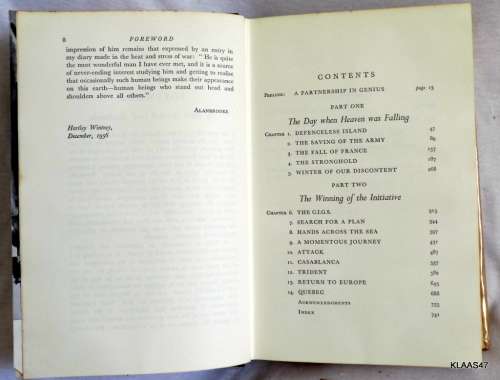 8 FOREWORD
impression of him remains that expressed by an entry in
my diary made in the heat and stress of war: " He is quite
the most wonderful man I have ever met, and it is a source
of never-ending interest studying him and getting to realise
that occasionally such human beings make their appearance
on this earth—human beings who stand out head and
shoulders above all others."
ALANBROOKE
Hartley Wintney,
December, 1956
CONTENTS
PRELUDE: A PARTNERSHIP IN GENIUS page 13
PART ONE
The Day when Heaven was Falling
CHAPTER 1. DEFENCELESS ISLAND 47
2. THE SAVING OF THE ARMY 89
3. THE FALL OF FRANCE 157
4. THE STRONGHOLD 187
5. WINTER OF OUR DISCONTENT 268
PART TWO
The Winning of the Initiative
CHAPTER 6. THE C.I.G.S. 313
7. SEARCH FOR A PLAN 344
8. HANDS ACROSS THE SEA 390
9. A MOMENTOUS JOURNEY 431
10. ATTACK 487
11. CASABLANCA 537
12. TRIDENT 582
13. RETURN TO EUROPE 655
14. QUEBEC 688
ACKNOWLEDGMENTS 735
INDEX 741
KLAAS47